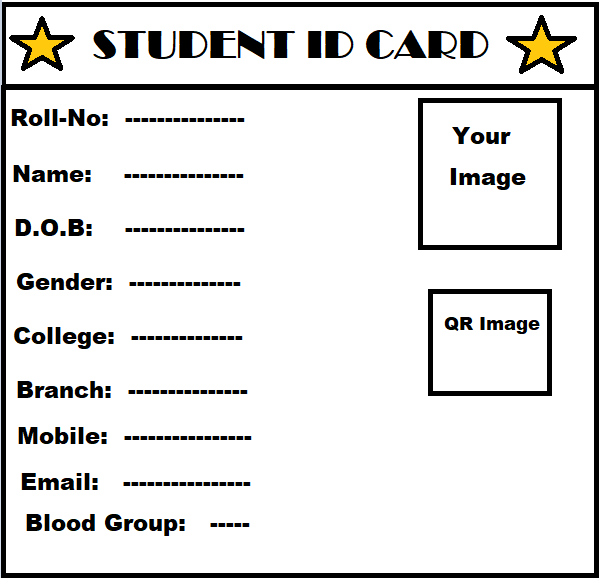 STUDENT ID CARD
Roll-No: ---------------
Your
Image
Name: ---------------
D.O.B: ---------------
Gender: --------------
QR Image
College: --------------
Branch: ---------------
Mobile: ----------------
Email: ----------------
Blood Group: -----